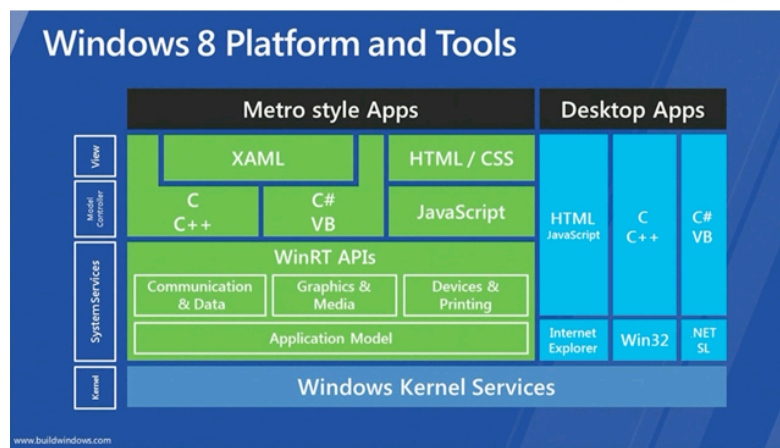 Windows 8 Platform and Tools
Metro style Apps
Desktop Apps
View
XAML
HTML / CSS
Model
Controller
C
C++
C#
VB
JavaScript
HTML
JavaScript
C
C++
C#
VB
System Services
WinRT APIs
Communication
& Data
Graphics &
Media
Devices &
Printing
Application Model
Internet
Explorer
Win32
NET
SL
Kernel
Windows Kernel Services
www.buildwindows.com